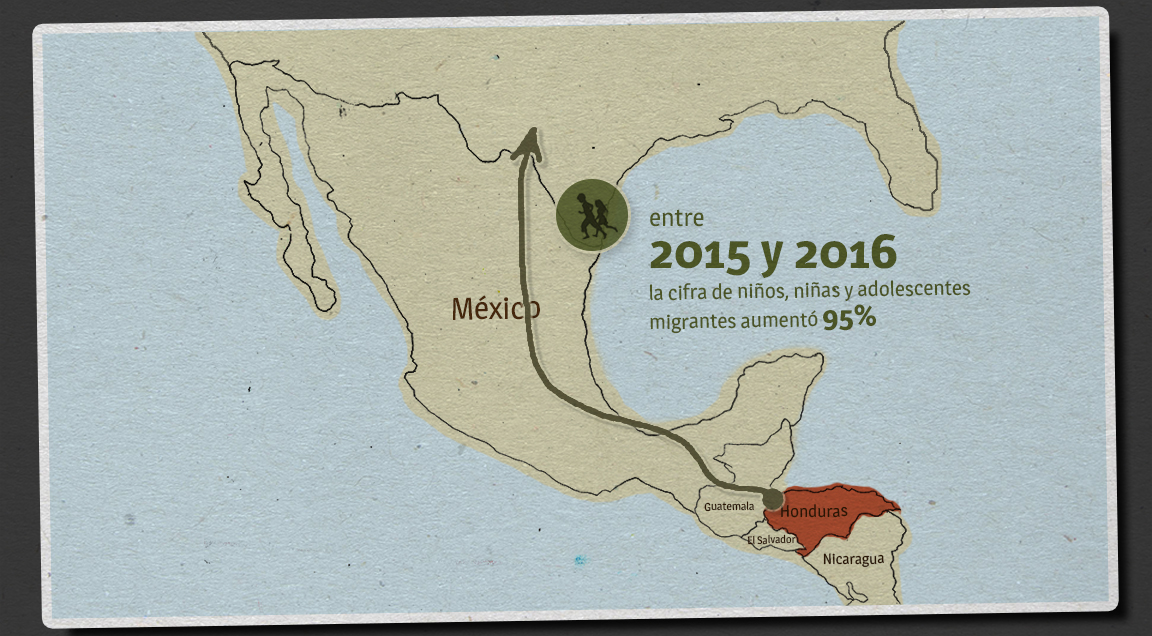 entre
2015 y 2016
la cifra de niños, niñas y adolescentes
migrantes aumentó 95%
México
Guatemala
Honduras
El Salvador
Nicaragua